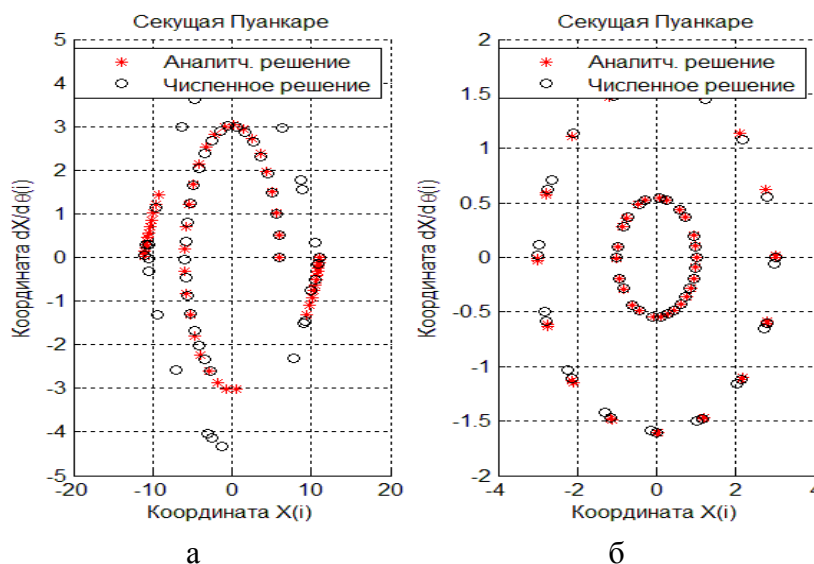 Секущая Пуанкаре
Аналитч. решение
Численное решение
Координата dX/dθ(i)
5
4
3
2
1
0
-1
-2
-3
-4
-5
-20
-10
0
10
20
Координата X(i)
а
Секущая Пуанкаре
Аналитч. решение
Численное решение
Координата dX/dθ(i)
2
1.5
1
0.5
0
-0.5
-1
-1.5
-2
-4
-2
0
2
4
Координата X(i)
б